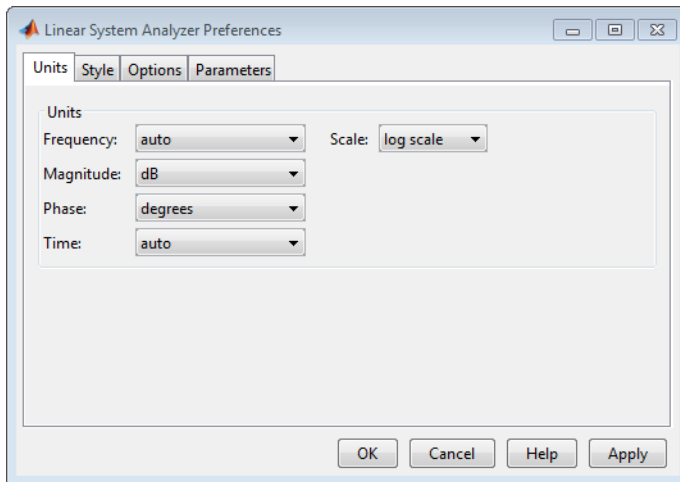 Linear System Analyzer Preferences
Units Style Options Parameters
Units
Frequency: auto Scale: log scale
Magnitude: dB
Phase: degrees
Time: auto
OK Cancel Help Apply